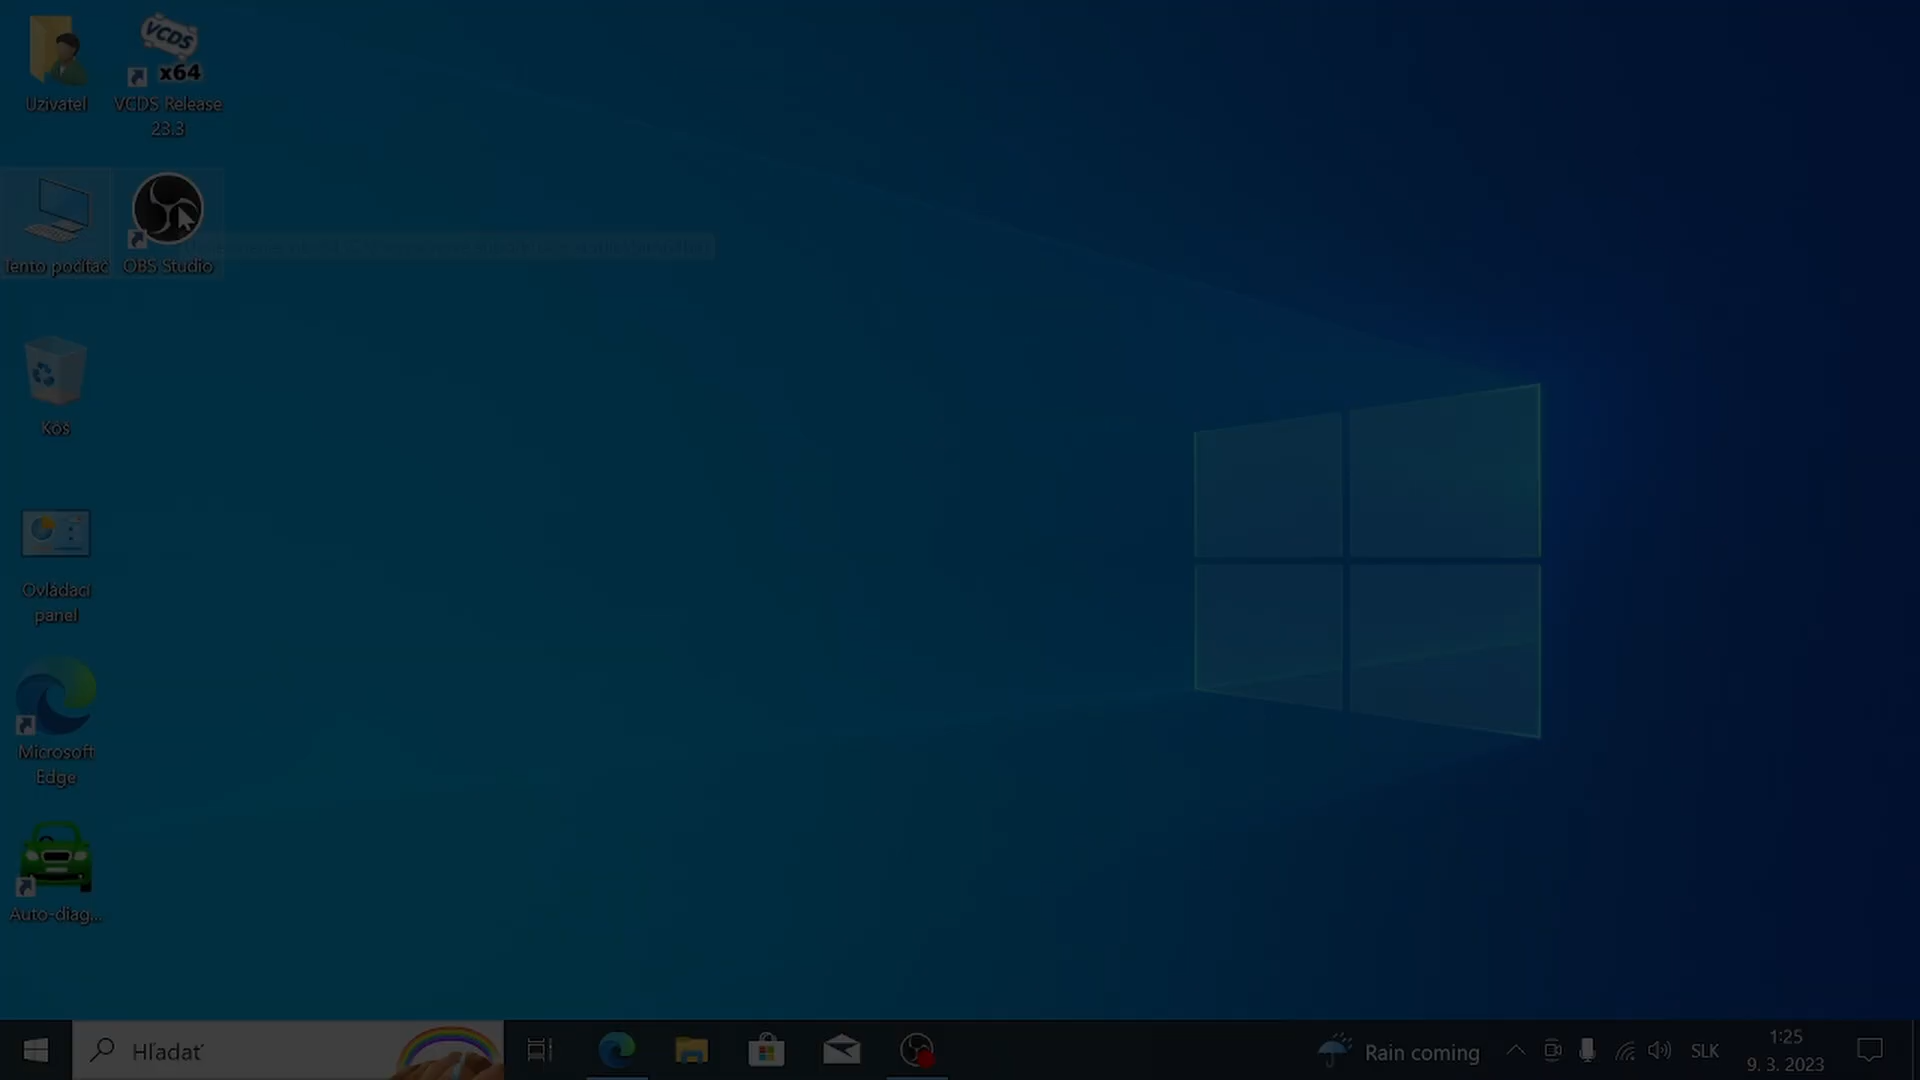 VCDS
x64
Uzivatel
VCDS Release
23.3
Tento počítač
OBS Studio
Kôš
Ovládací
panel
Microsoft
Edge
Auto-diag...
Hľadať
Rain coming
SLK
1:25
9. 3. 2023